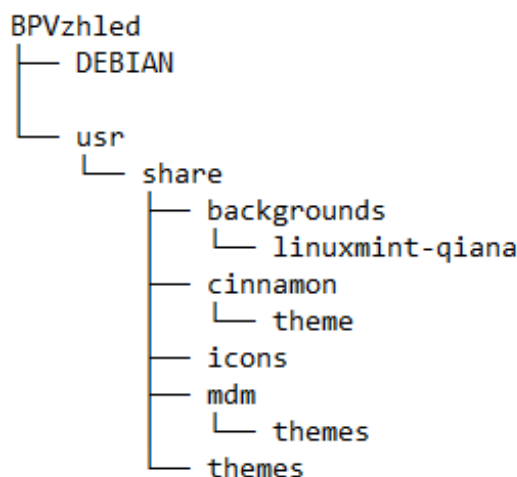 BPVzhled
├── DEBIAN
│
└── usr
    └── share
        ├── backgrounds
        │   └── linuxmint-qiana
        ├── cinnamon
        │   └── theme
        ├── icons
        ├── mdm
        │   └── themes
        └── themes